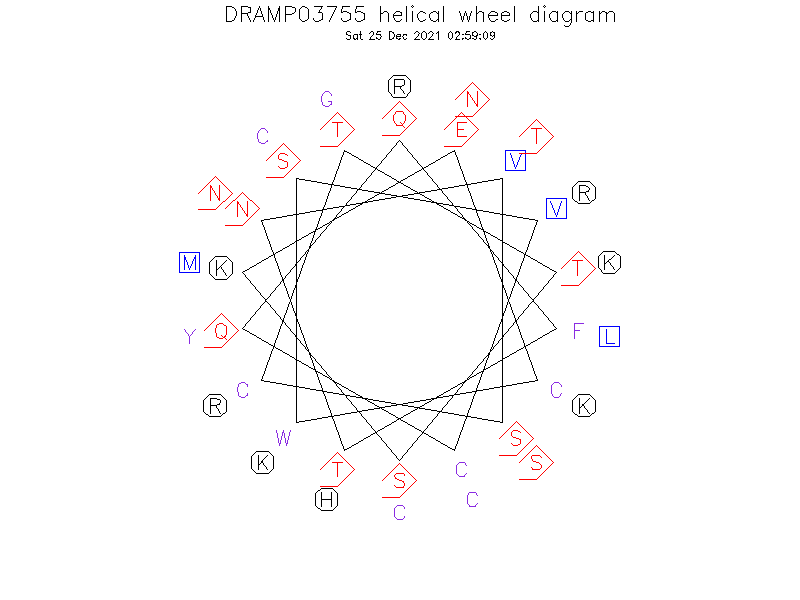 DRAMP03755 helical wheel diagram
Sat 25 Dec 2021 02:59:09
R
G N
C T Q E T
S V
N N V R
M K T K
Y Q F L
R C C K
K W S S
T S C
H C C